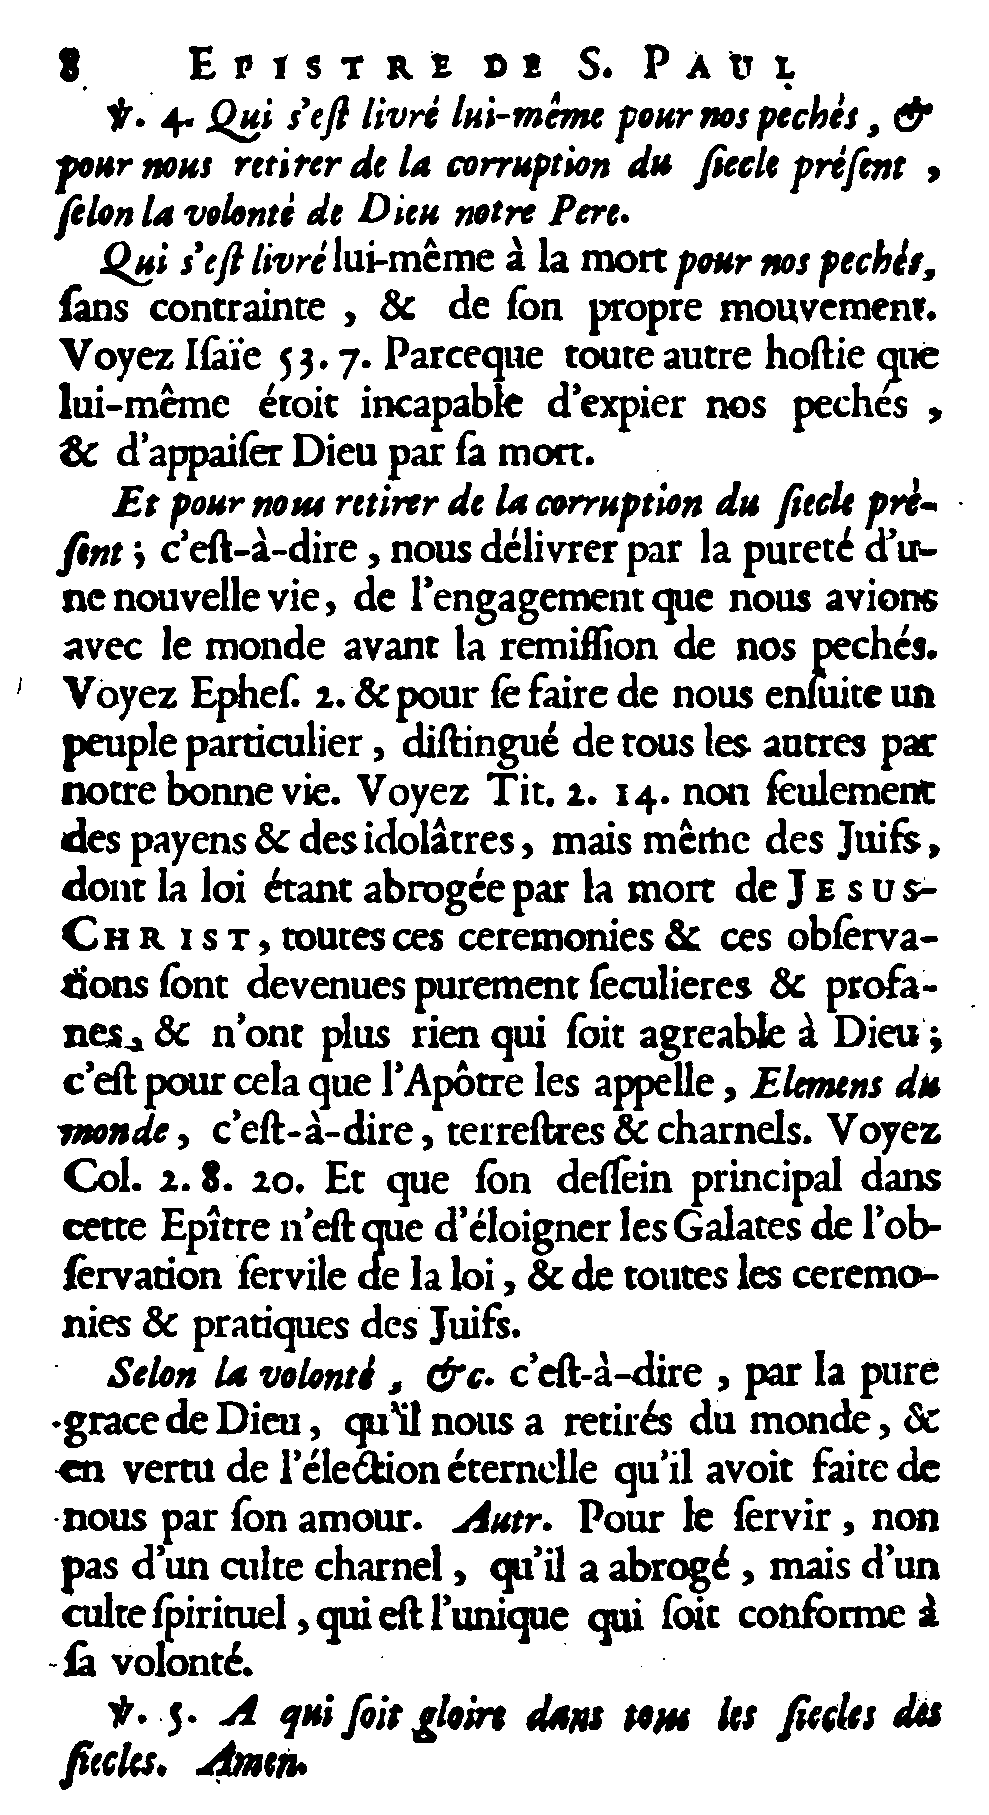 8 EPISTRE DE S. PAUL
℣. 4. Qui s'eſt livré lui-même pour nos pechés, &
pour nous retirer de la corruption du ſiecle préſent,
ſelon la volonté de Dieu notre Pere.
Qui s'eſt livré lui-même à la mort pour nos pechés,
ſans contrainte, & de ſon propre mouvement.
Voyez Iſaïe 53. 7. Parceque toute autre hoſtie que
lui-même étoit incapable d'expier nos pechés,
& d'appaiſer Dieu par ſa mort.
Et pour nous retirer de la corruption du ſiecle pré-
ſent; c'eſt-à-dire, nous délivrer par la pureté d'u-
ne nouvelle vie, de l'engagement que nous avions
avec le monde avant la remiſſion de nos pechés.
Voyez Epheſ. 2. & pour ſe faire de nous enſuite un
peuple particulier, diſtingué de tous les autres par
notre bonne vie. Voyez Tit. 2. 14. non ſeulement
des payens & des idolâtres, mais même des Juifs,
dont la loi étant abrogée par la mort de JESUS-
CHRIST, toutes ces ceremonies & ces obſerva-
tions ſont devenues purement ſeculieres & profa-
nes, & n'ont plus rien qui ſoit agreable à Dieu;
c'eſt pour cela que l'Apôtre les appelle, Elemens du
monde, c'eſt-à-dire, terreſtres & charnels. Voyez
Col. 2. 8. 20. Et que ſon deſſein principal dans
cette Epître n'eſt que d'éloigner les Galates de l'ob-
ſervation ſervile de la loi, & de toutes les ceremo-
nies & pratiques des Juifs.
Selon la volonté, &c. c'eſt-à-dire, par la pure
grace de Dieu, qu'il nous a retirés du monde, &
en vertu de l'élection éternelle qu'il avoit faite de
nous par ſon amour. Autr. Pour le ſervir, non
pas d'un culte charnel, qu'il a abrogé, mais d'un
culte ſpirituel, qui eſt l'unique qui ſoit conforme à
ſa volonté.
℣. 5. A qui ſoit gloire dans tous les ſiecles des
ſiecles. Amen.